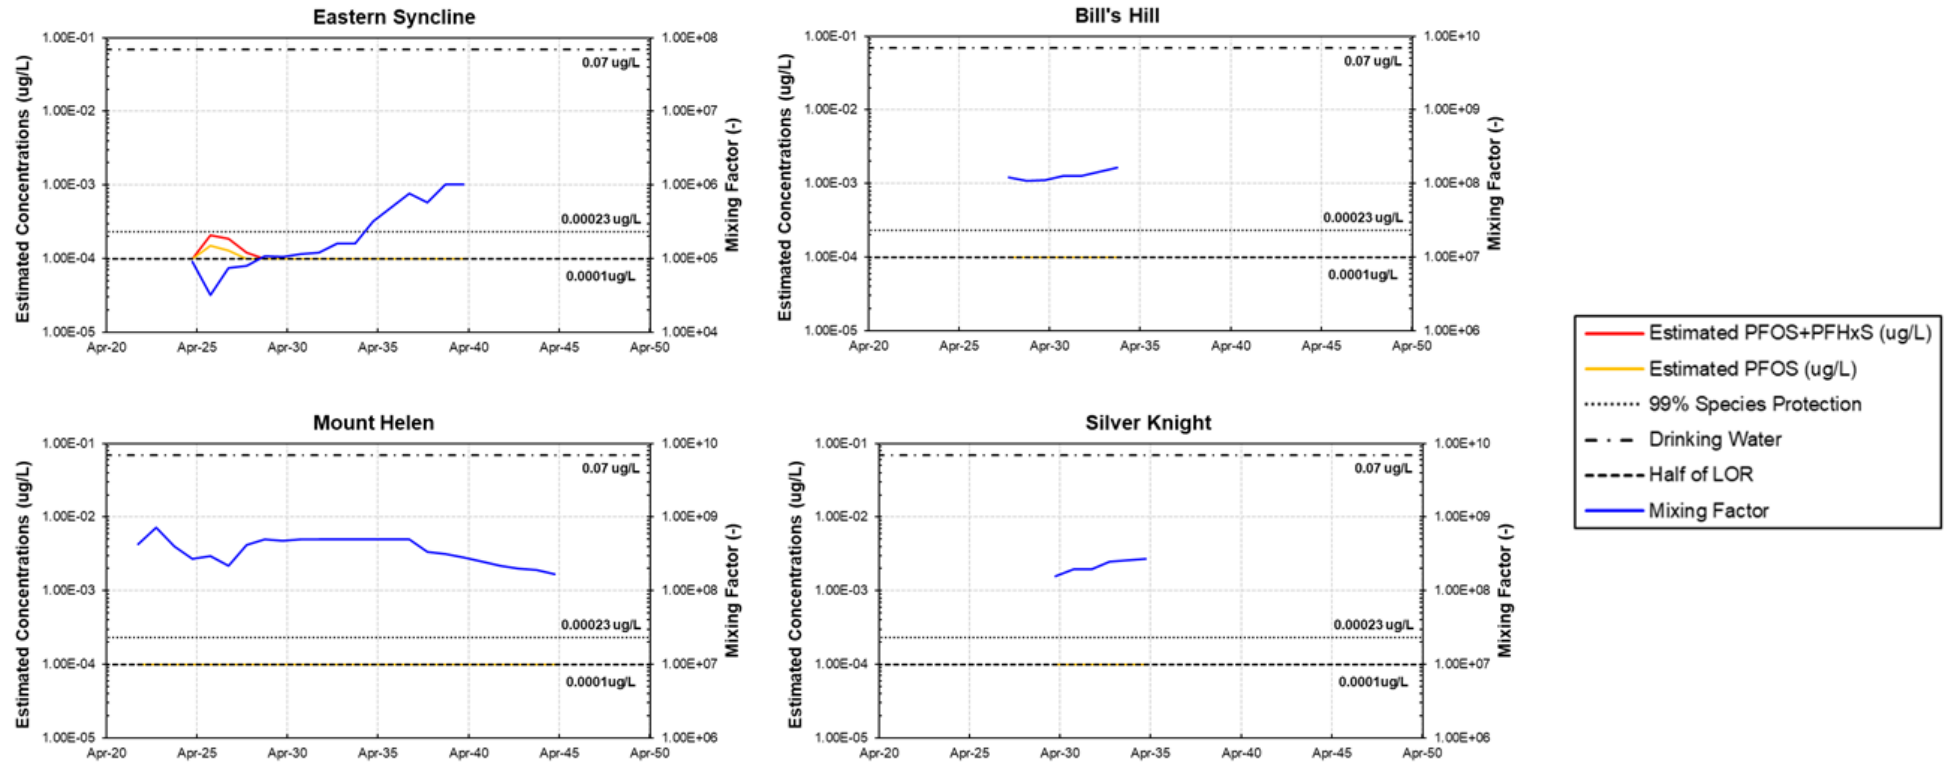 Eastern Syncline
Estimated Concentrations (ug/L)
1.00E-01
1.00E-02
1.00E-03
1.00E-04
1.00E-05
0.07 ug/L
0.00023 ug/L
0.0001ug/L
1.00E+08
1.00E+07
1.00E+06
1.00E+05
1.00E+04
Mixing Factor (-)
Apr-20 Apr-25 Apr-30 Apr-35 Apr-40 Apr-45 Apr-50
Bill's Hill
Estimated Concentrations (ug/L)
1.00E-01
1.00E-02
1.00E-03
1.00E-04
1.00E-05
0.07 ug/L
0.00023 ug/L
0.0001ug/L
1.00E+10
1.00E+09
1.00E+08
1.00E+07
1.00E+06
Mixing Factor (-)
Apr-20 Apr-25 Apr-30 Apr-35 Apr-40 Apr-45 Apr-50
Estimated PFOS+PFHxS (ug/L)
Estimated PFOS (ug/L)
99% Species Protection
Drinking Water
Half of LOR
Mixing Factor
Mount Helen
Estimated Concentrations (ug/L)
1.00E-01
1.00E-02
1.00E-03
1.00E-04
1.00E-05
0.07 ug/L
0.00023 ug/L
0.0001ug/L
1.00E+10
1.00E+09
1.00E+08
1.00E+07
1.00E+06
Mixing Factor (-)
Apr-20 Apr-25 Apr-30 Apr-35 Apr-40 Apr-45 Apr-50
Silver Knight
Estimated Concentrations (ug/L)
1.00E-01
1.00E-02
1.00E-03
1.00E-04
1.00E-05
0.07 ug/L
0.00023 ug/L
0.0001ug/L
1.00E+10
1.00E+09
1.00E+08
1.00E+07
1.00E+06
Mixing Factor (-)
Apr-20 Apr-25 Apr-30 Apr-35 Apr-40 Apr-45 Apr-50